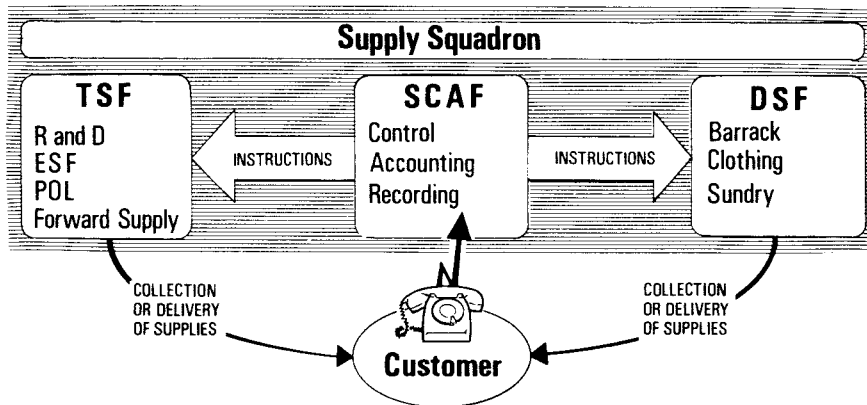 Supply Squadron
TSF
R and D
ESF
POL
Forward Supply
INSTRUCTIONS
SCAF
Control
Accounting
Recording
INSTRUCTIONS
DSF
Barrack
Clothing
Sundry
COLLECTION
OR DELIVERY
OF SUPPLIES
COLLECTION
OR DELIVERY
OF SUPPLIES
Customer